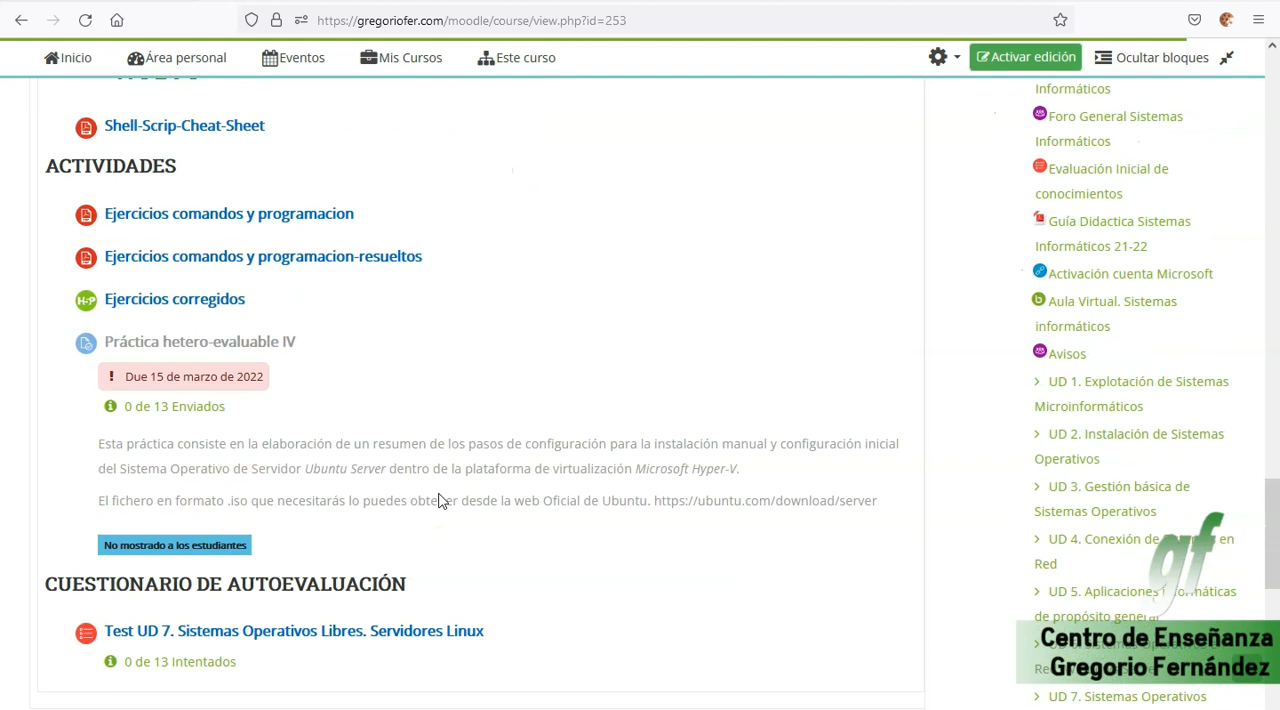 https://gregoriofer.com/moodle/course/view.php?id=253
Inicio
Área personal
Eventos
Mis Cursos
Este curso
Activar edición
Ocultar bloques
Shell-Scrip-Cheat-Sheet
ACTIVIDADES
Ejercicios comandos y programacion
Ejercicios comandos y programacion-resueltos
H-P
Ejercicios corregidos
Práctica hetero-evaluable IV
! Due 15 de marzo de 2022
0 de 13 Enviados
Esta práctica consiste en la elaboración de un resumen de los pasos de configuración para la instalación manual y configuración inicial
del Sistema Operativo de Servidor Ubuntu Server dentro de la plataforma de virtualización Microsoft Hyper-V.
El fichero en formato .iso que necesitarás lo puedes obtener desde la web Oficial de Ubuntu. https://ubuntu.com/download/server
No mostrado a los estudiantes
CUESTIONARIO DE AUTOEVALUACIÓN
Test UD 7. Sistemas Operativos Libres. Servidores Linux
0 de 13 Intentados
Informáticos
Foro General Sistemas
Informáticos
Evaluación Inicial de
conocimientos
Guía Didactica Sistemas
Informáticos 21-22
Activación cuenta Microsoft
b
Aula Virtual. Sistemas
informáticos
Avisos
UD 1. Explotación de Sistemas
Microinformáticos
UD 2. Instalación de Sistemas
Operativos
UD 3. Gestión básica de
Sistemas Operativos
UD 4. Conexión de en
Red
UD 5. Aplicaciones Informáticas
de propósito general
gf
Centro de Enseñanza
Gregorio Fernández
UD 7. Sistemas Operativos